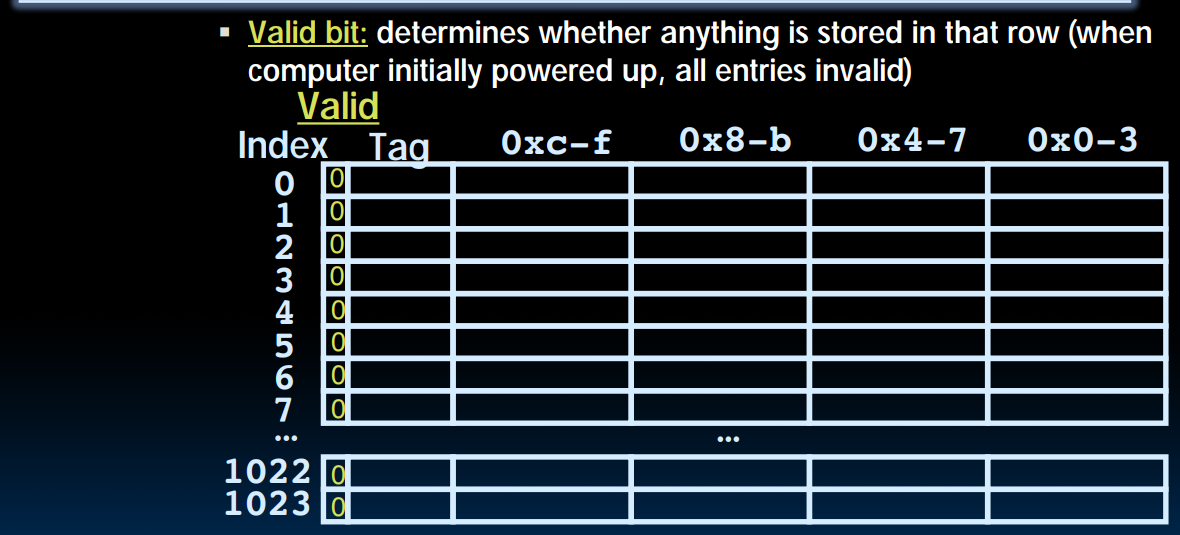 ▪ Valid bit: determines whether anything is stored in that row (when
computer initially powered up, all entries invalid)
Valid
Index Tag 0xc-f 0x8-b 0x4-7 0x0-3
0 0
1 0
2 0
3 0
4 0
5 0
6 0
7 0
... ...
1022 0
1023 0